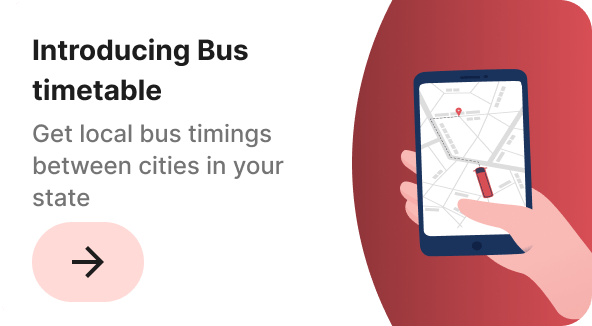 Introducing Bus
timetable
Get local bus timings
between cities in your
state